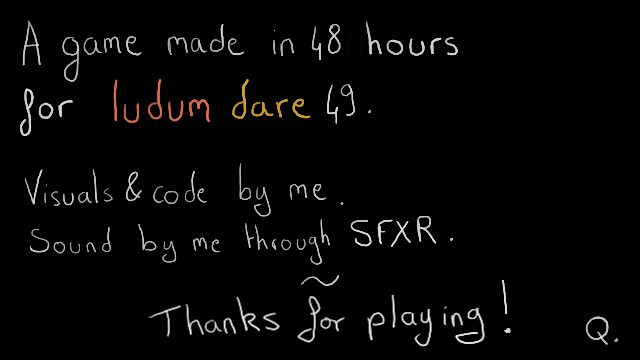 A game made in 48 hours
for ludum dare 49.
Visuals & code by me.
Sound by me through SFXR.
~
Thanks for playing!
Q.